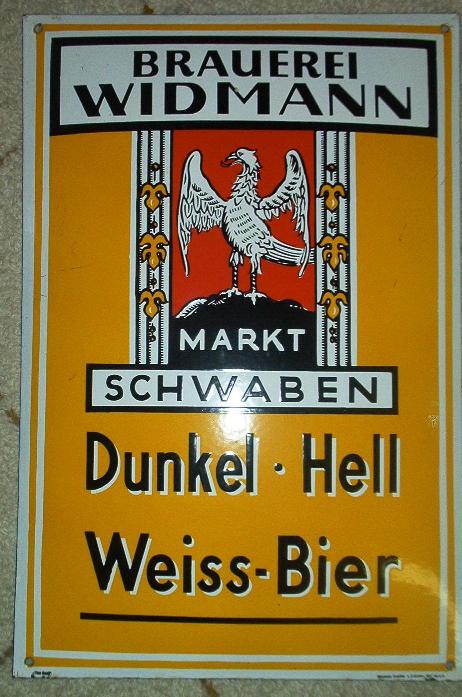 BRAUEREI
WIDMANN
MARKT
SCHWABEN
Dunkel · Hell
Weiss-Bier